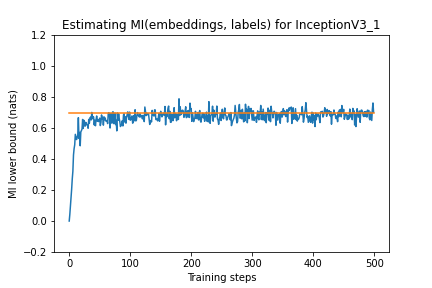 Estimating MI(embeddings, labels) for InceptionV3_1
MI lower bound (nats)
1.2
1.0
0.8
0.6
0.4
0.2
0.0
−0.2
0 100 200 300 400 500
Training steps